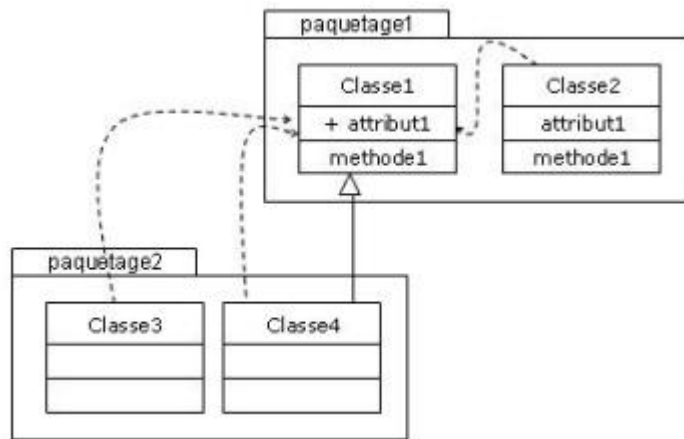 paquetage1
Classe1
+ attribut1
methode1
Classe2
attribut1
methode1
paquetage2
Classe3
Classe4